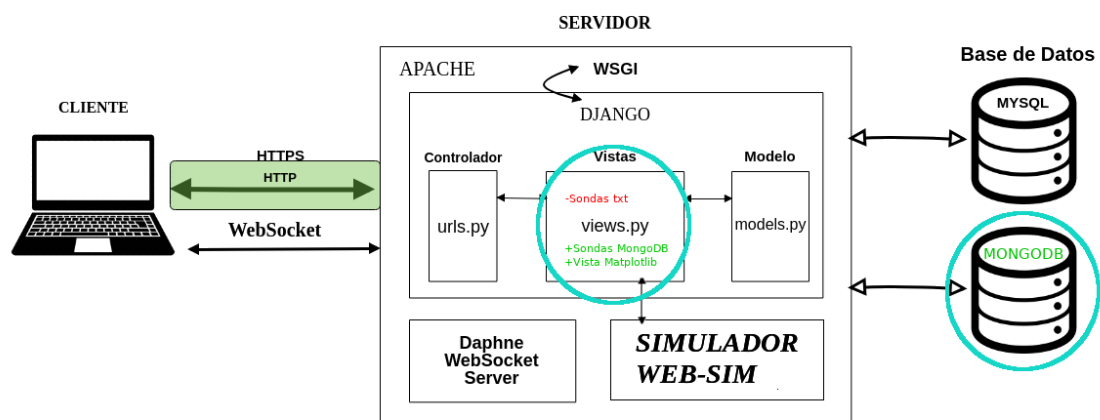 SERVIDOR
Base de Datos
APACHE
WSGI
MYSQL
CLIENTE
DJANGO
HTTPS
HTTP
WebSocket
Controlador
Vistas
Modelo
-Sondas txt
urls.py
views.py
models.py
+Sondas MongoDB
+Vista Matplotlib
MONGODB
Daphne
WebSocket
Server
SIMULADOR
WEB-SIM